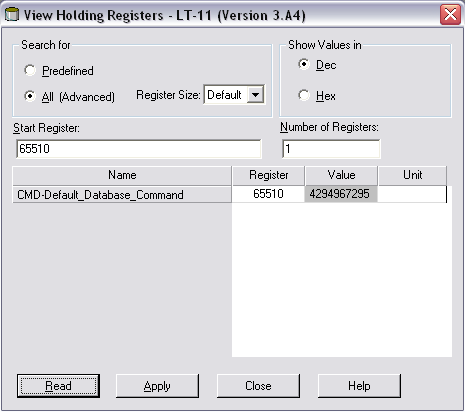 View Holding Registers - LT-11 (Version 3.A4)
Search for
Predefined
All (Advanced)
Register Size: Default
Show Values in
Dec
Hex
Start Register:
65510
Number of Registers:
1
Name Register Value Unit
CMD-Default_Database_Command 65510 4294967295
Read Apply Close Help